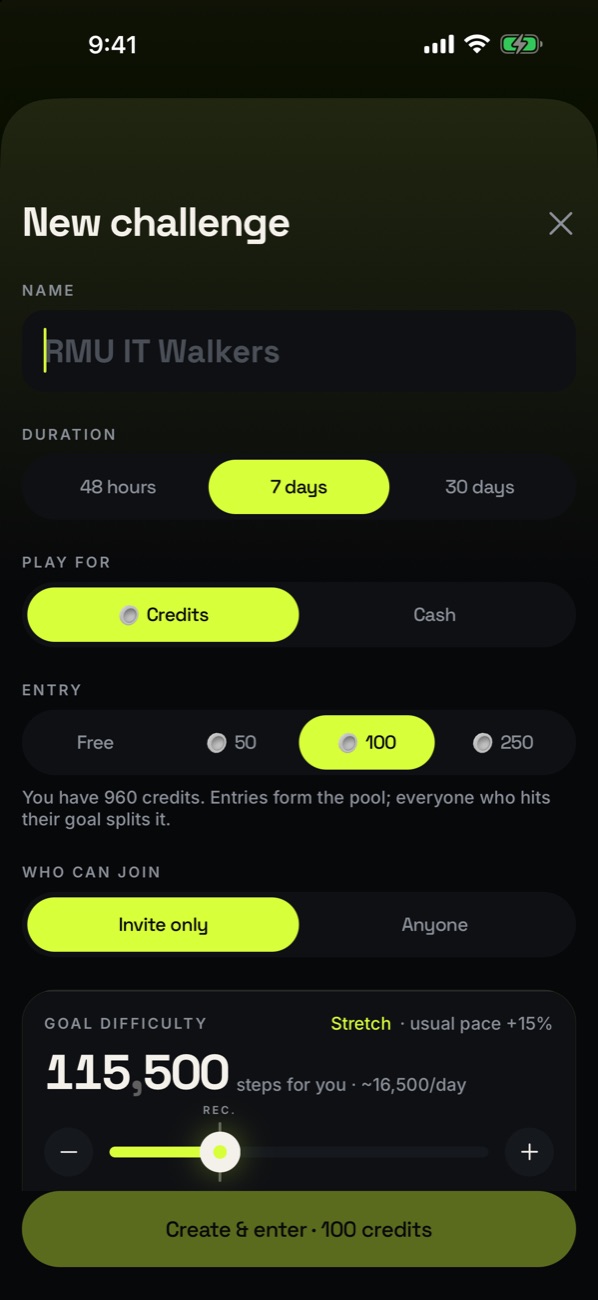 9:41
New challenge
NAME
RMU IT Walkers
DURATION
48 hours
7 days
30 days
PLAY FOR
Credits
Cash
ENTRY
Free
50
100
250
You have 960 credits. Entries form the pool; everyone who hits
their goal splits it.
WHO CAN JOIN
Invite only
Anyone
GOAL DIFFICULTY
Stretch · usual pace +15%
115,500 steps for you · ~16,500/day
REC.
Create & enter · 100 credits